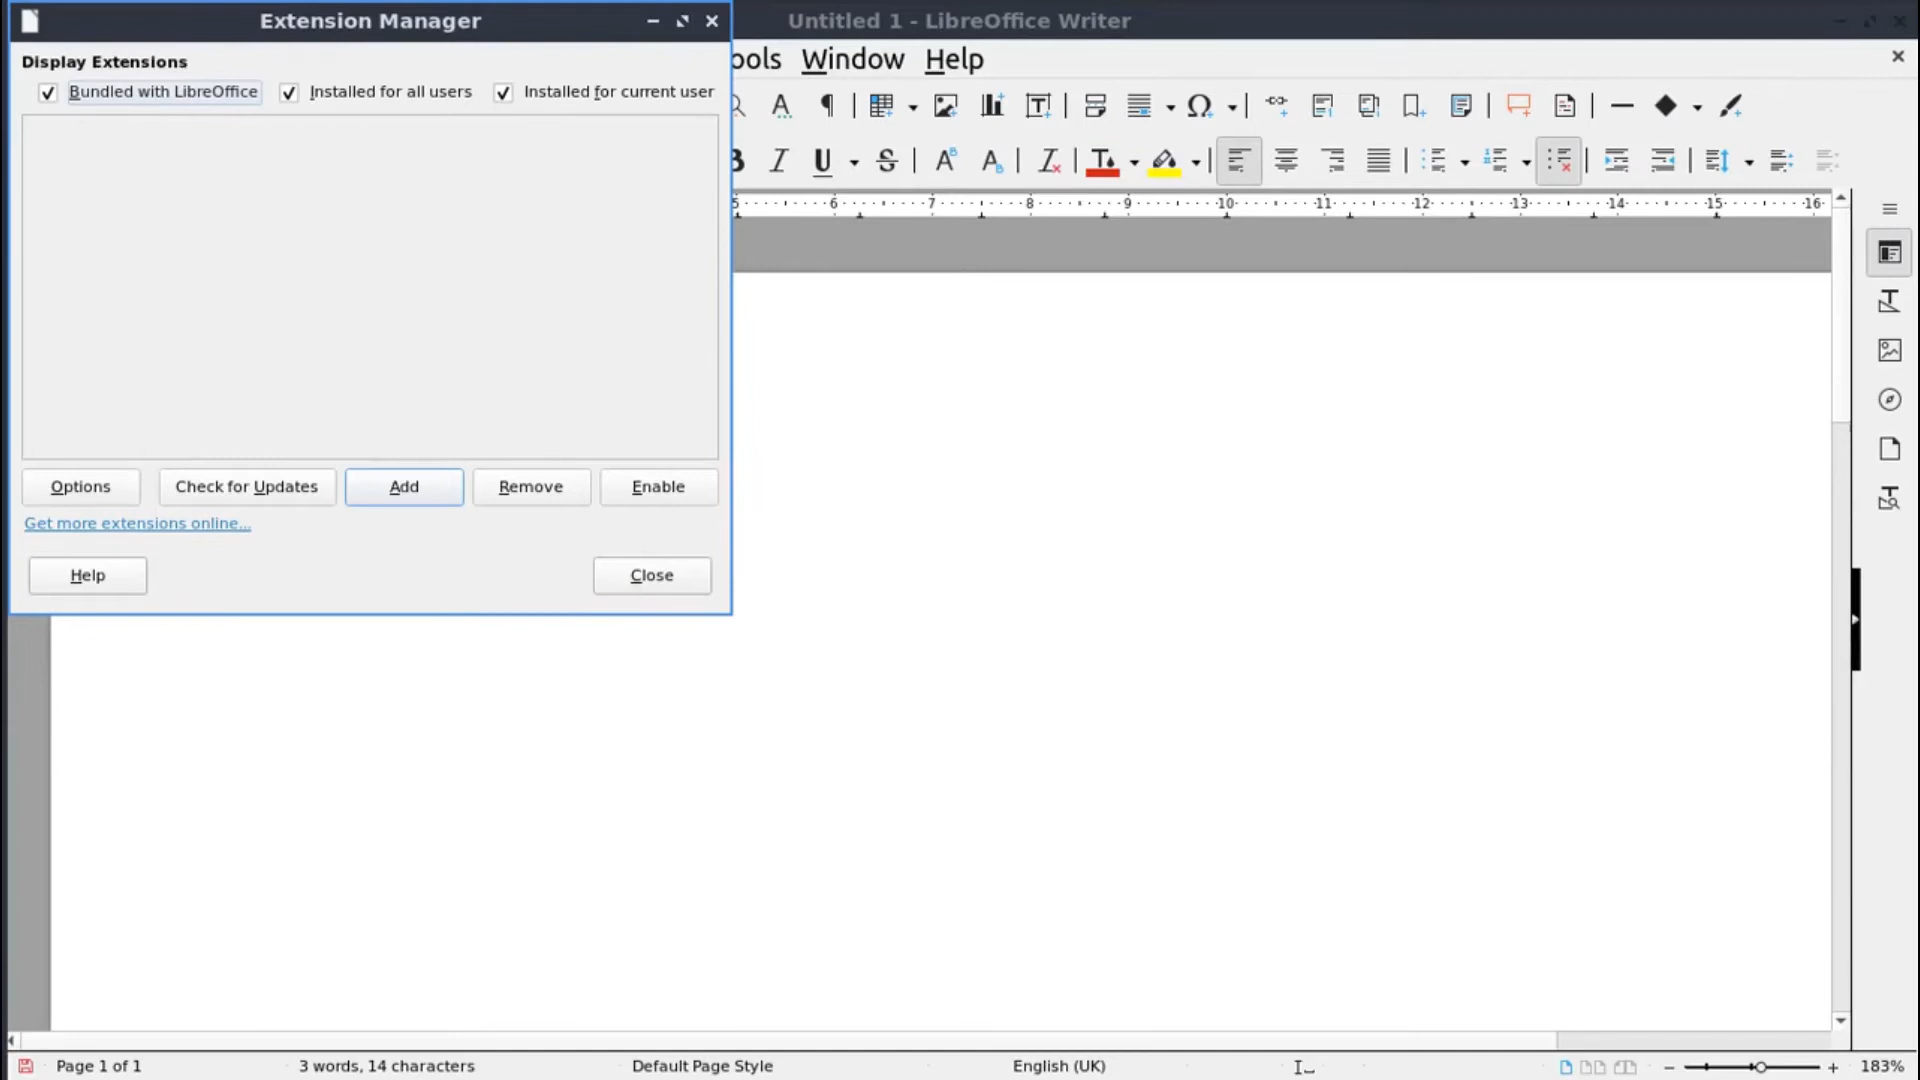 Extension Manager
Untitled 1 - LibreOffice Writer
ools Window Help
Display Extensions
Bundled with LibreOffice
Installed for all users
Installed for current user
5 6 7 8 9 10 11 12 13 14 15 16
Options
Check for Updates
Add
Remove
Enable
Get more extensions online...
Help
Close
Page 1 of 1
3 words, 14 characters
Default Page Style
English (UK)
183%